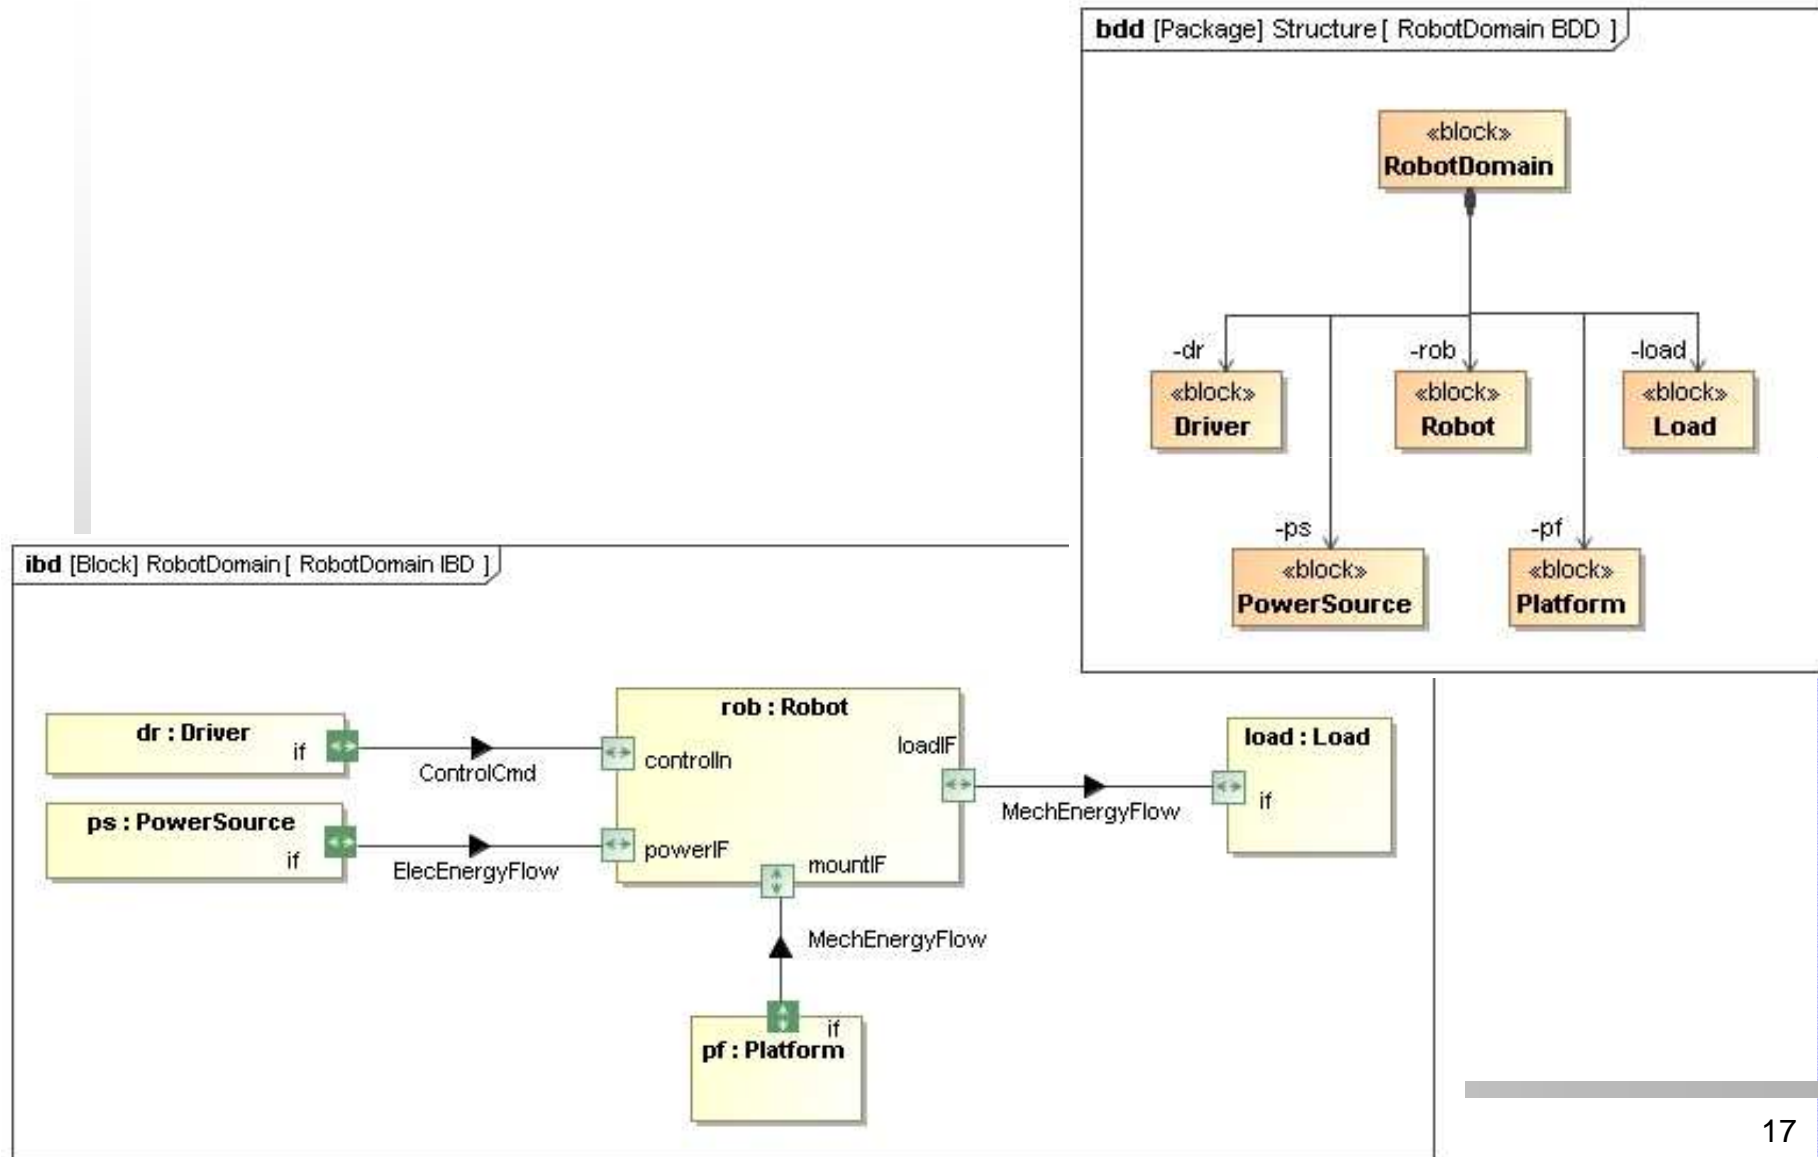 bdd [Package] Structure [ RobotDomain BDD ]
«block»
RobotDomain
-dr
-rob
-load
«block»
Driver
«block»
Robot
«block»
Load
-ps
-pf
«block»
PowerSource
«block»
Platform
ibd [Block] RobotDomain [ RobotDomain IBD ]
dr : Driver
if
ControlCmd
ps : PowerSource
if
ElecEnergyFlow
rob : Robot
controlIn
powerIF
loadIF
mountIF
MechEnergyFlow
load : Load
if
MechEnergyFlow
if
pf : Platform
17